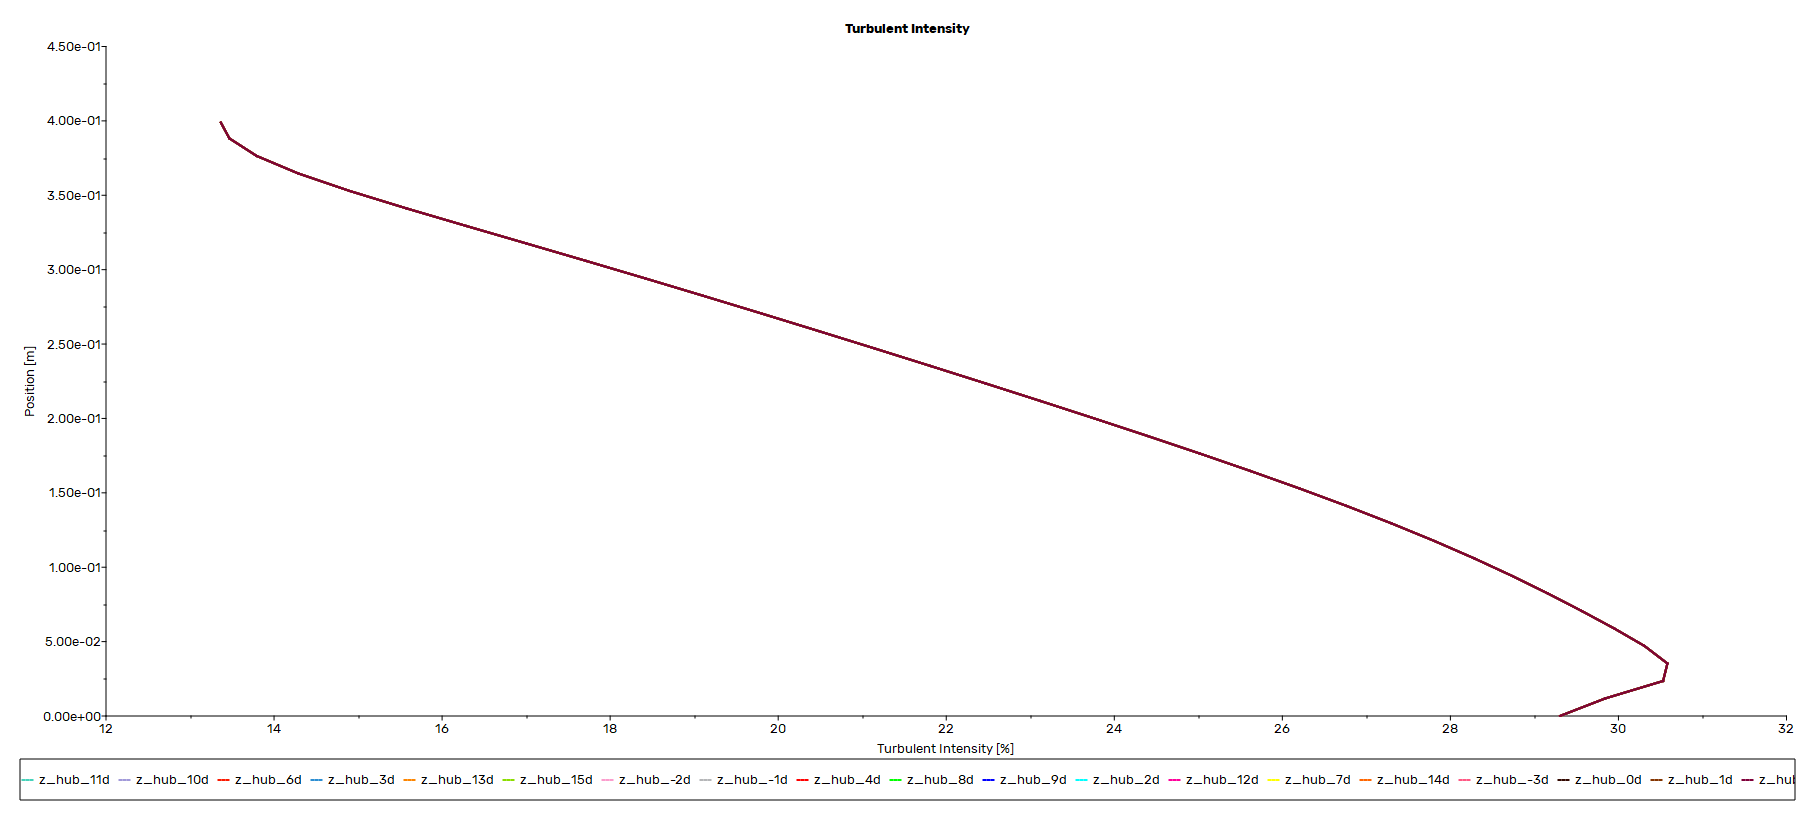 Turbulent Intensity
4.50e-01
4.00e-01
3.50e-01
3.00e-01
2.50e-01
2.00e-01
1.50e-01
1.00e-01
5.00e-02
0.00e+00
Position [m]
12 14 16 18 20 22 24 26 28 30 32
Turbulent Intensity [%]
z_hub_11d z_hub_10d z_hub_6d z_hub_3d z_hub_13d z_hub_15d z_hub_-2d z_hub_-1d z_hub_4d z_hub_8d z_hub_9d z_hub_2d z_hub_12d z_hub_7d z_hub_14d z_hub_-3d z_hub_0d z_hub_1d z_hub